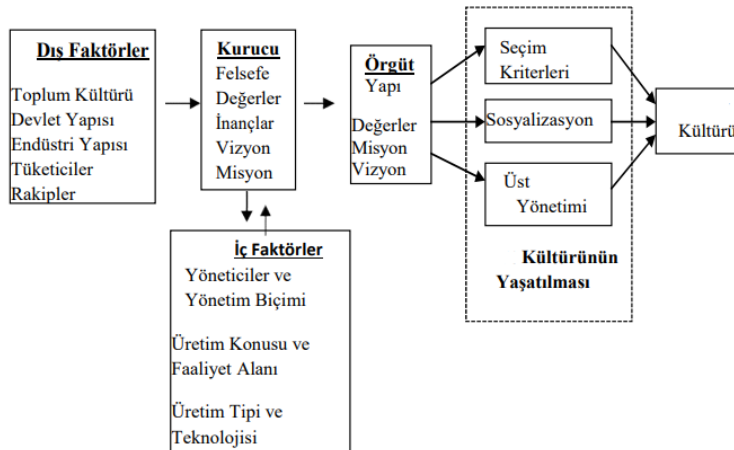 Dış Faktörler
Toplum Kültürü
Devlet Yapısı
Endüstri Yapısı
Tüketiciler
Rakipler
Kurucu
Felsefe
Değerler
İnançlar
Vizyon
Misyon
İç Faktörler
Yöneticiler ve
Yönetim Biçimi
Üretim Konusu ve
Faaliyet Alanı
Üretim Tipi ve
Teknolojisi
Örgüt
Yapı
Değerler
Misyon
Vizyon
Seçim
Kriterleri
Sosyalizasyon
Üst
Yönetimi
Kültürünün
Yaşatılması
Kültürü